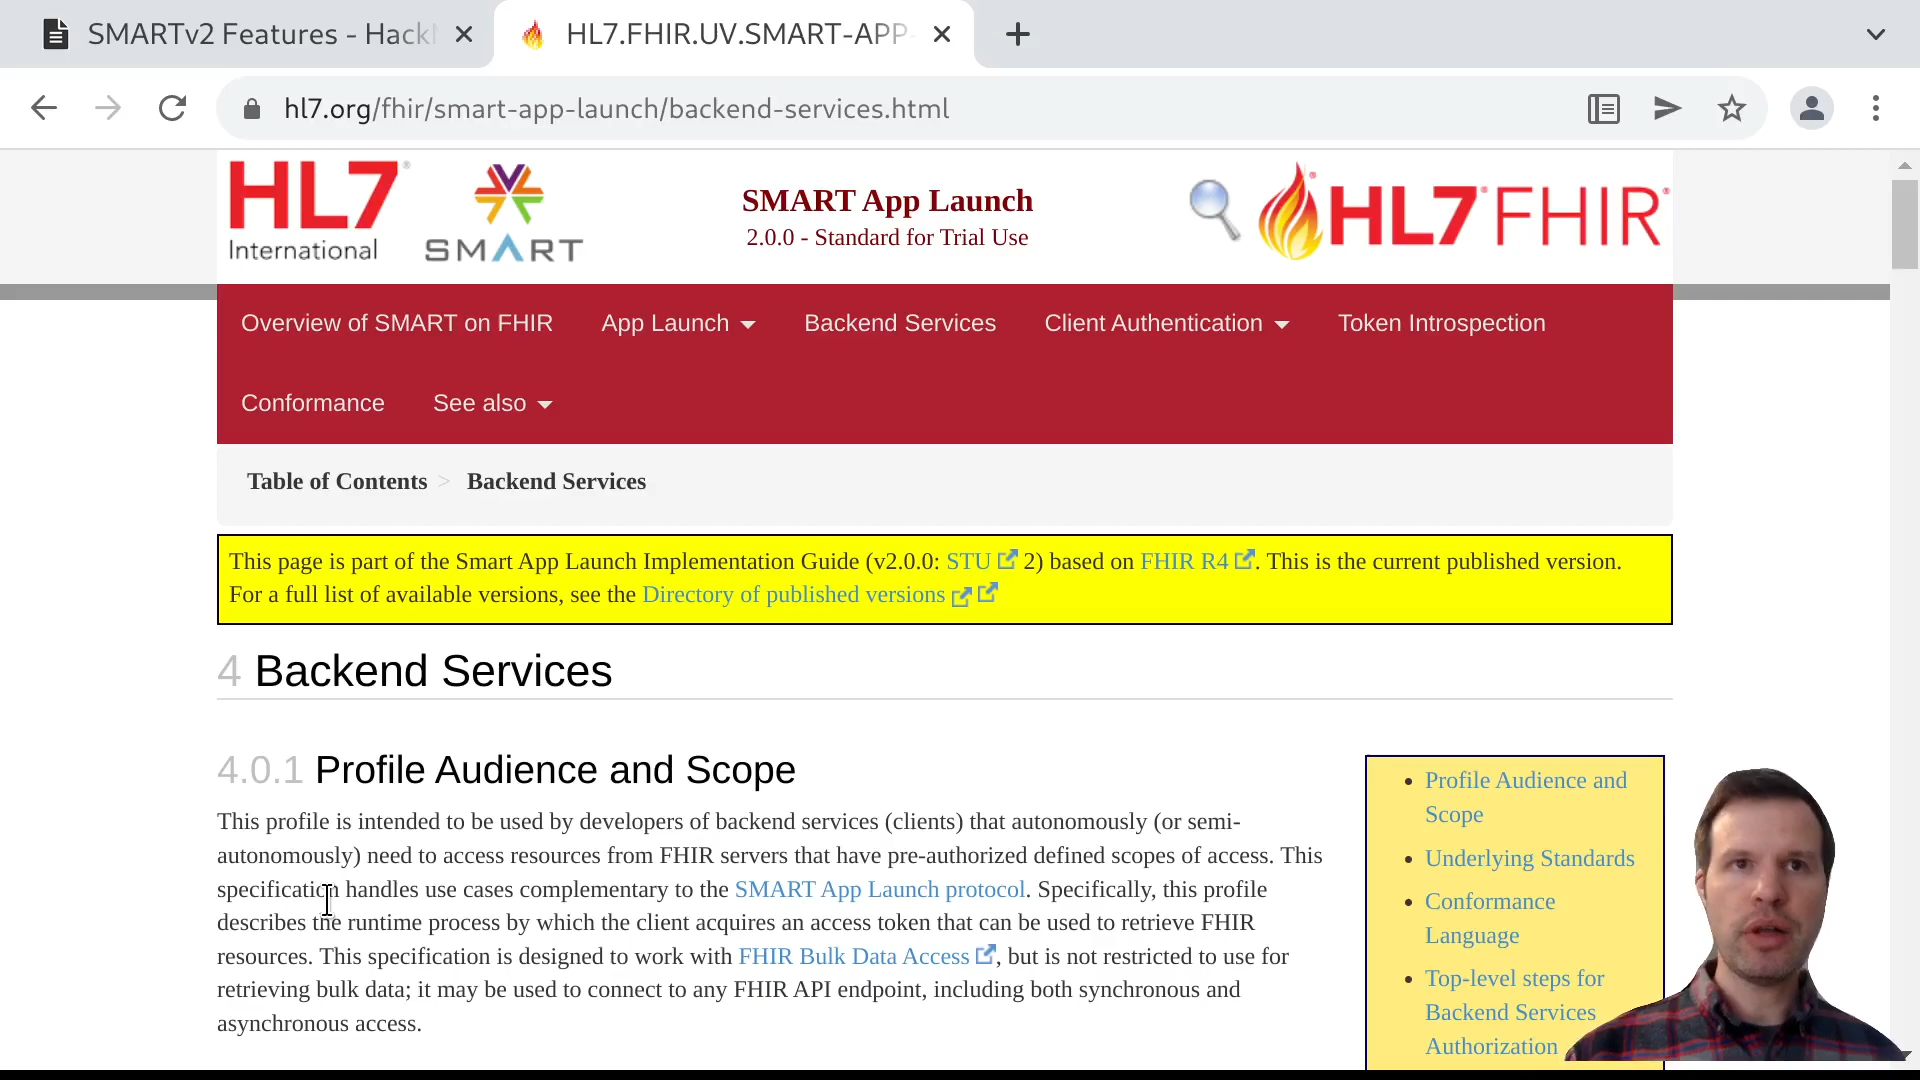 SMARTv2 Features - Hack
HL7.FHIR.UV.SMART-APP-
hl7.org/fhir/smart-app-launch/backend-services.html
HL7
International
SMART
SMART App Launch
2.0.0 - Standard for Trial Use
HL7 FHIR
Overview of SMART on FHIR
App Launch
Backend Services
Client Authentication
Token Introspection
Conformance
See also
Table of Contents > Backend Services
This page is part of the Smart App Launch Implementation Guide (v2.0.0: STU 2) based on FHIR R4. This is the current published version.
For a full list of available versions, see the Directory of published versions
4 Backend Services
4.0.1 Profile Audience and Scope
This profile is intended to be used by developers of backend services (clients) that autonomously (or semi-
autonomously) need to access resources from FHIR servers that have pre-authorized defined scopes of access. This
specification handles use cases complementary to the SMART App Launch protocol. Specifically, this profile
describes the runtime process by which the client acquires an access token that can be used to retrieve FHIR
resources. This specification is designed to work with FHIR Bulk Data Access, but is not restricted to use for
retrieving bulk data; it may be used to connect to any FHIR API endpoint, including both synchronous and
asynchronous access.
Profile Audience and
Scope
Underlying Standards
Conformance
Language
Top-level steps for
Backend Services
Authorization